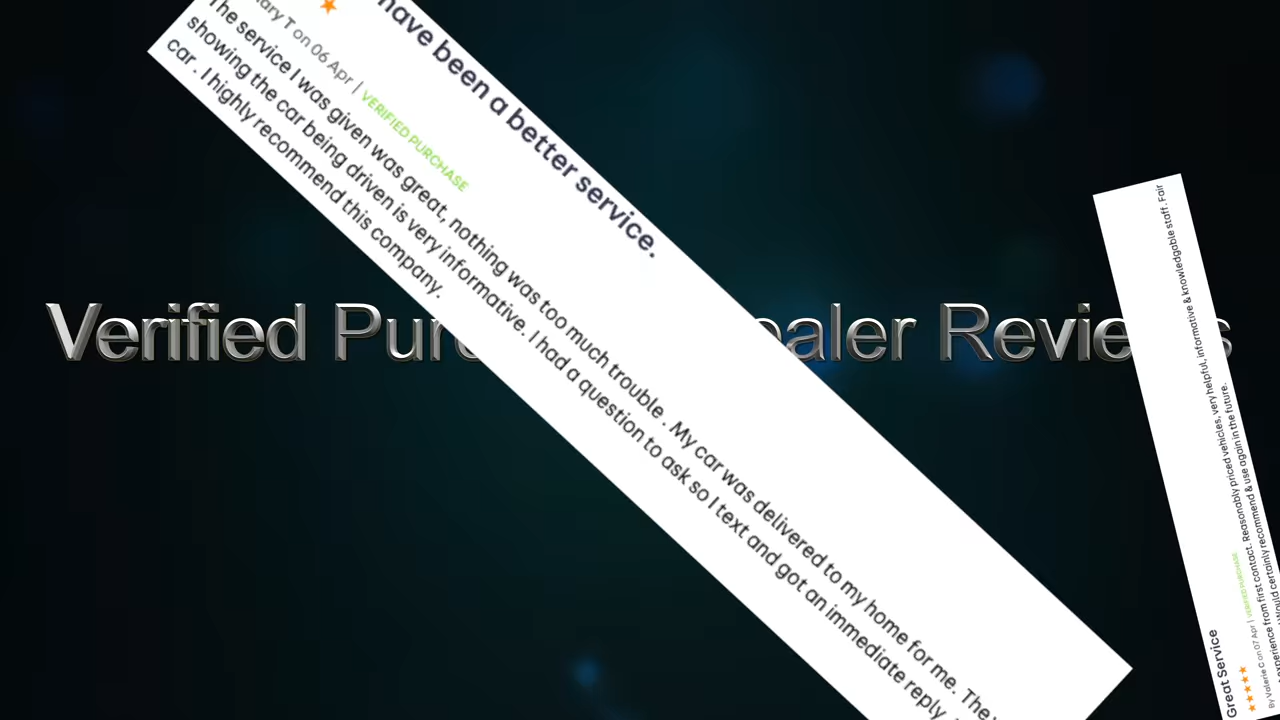 Verified Pur ealer Reviews
have been a better service.
ary T on 06 Apr | VERIFIED PURCHASE
The service I was given was great, nothing was too much trouble . My car was delivered to my home for me. The
showing the car being driven is very informative. I had a question to ask so I text and got an immediate reply
car . I highly recommend this company.
Great Service
By Valerie C on 07 Apr | VERIFIED PURCHASE
experience from first contact. Reasonably priced vehicles, very helpful, informative & knowledgable staff. Fair
Would certainly recommend & use again in the future.